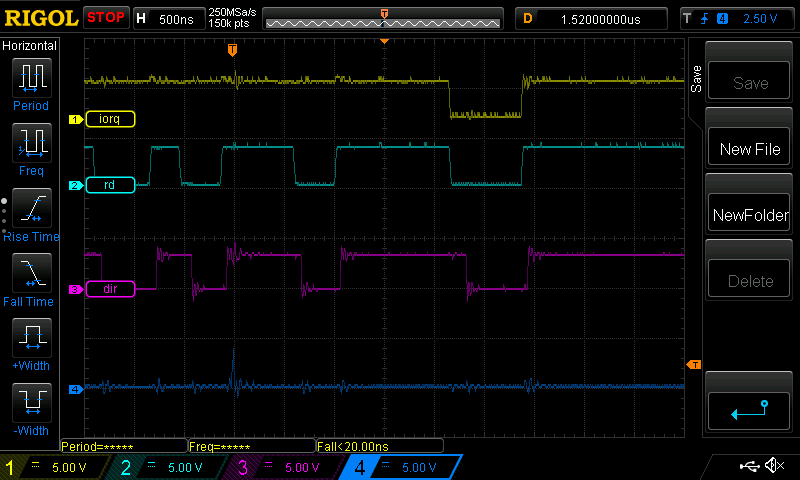 RIGOL STOP H 500ns 250MSa/s
150k pts
T D 1.52000000us T 4 2.50 V
Horizontal
Period
Freq
Rise Time
Fall Time
+Width
-Width
T
1 iorq
2 rd
3 dir
4
T
Save
Save
New File
NewFolder
Delete
Period=***** Freq=***** Fall<20.00ns
1 5.00 V 2 5.00 V 3 5.00 V 4 5.00 V